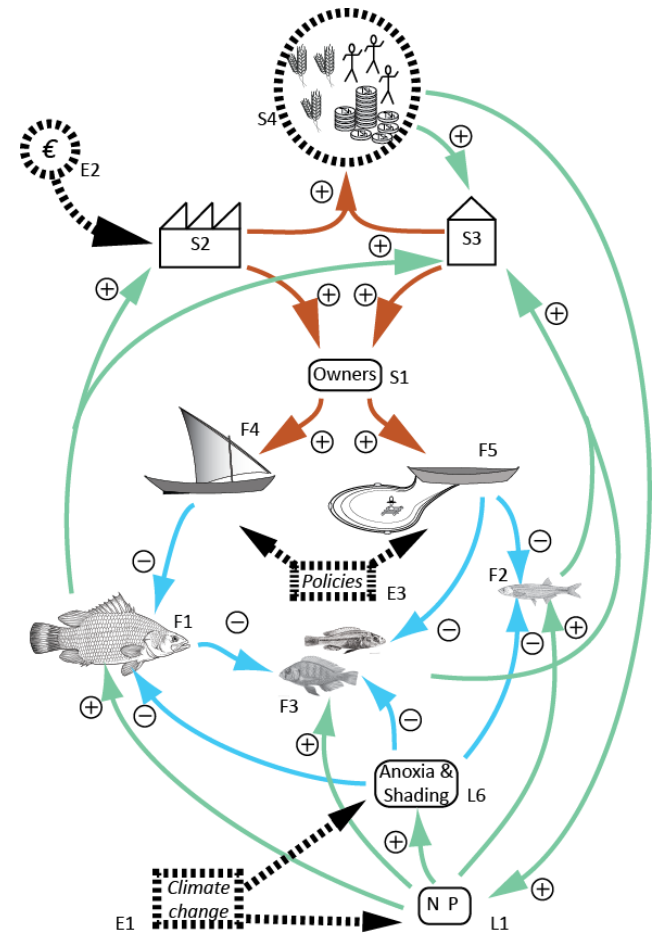 S4
€
E2
+
+
S2
S3
+
+
+
+
+
Owners
S1
F4
+
+
F5
−
−
F2
Policies
E3
F1
−
−
−
+
F3
+
−
−
+
Anoxia &
Shading
L6
+
Climate
change
N P
+
E1
L1